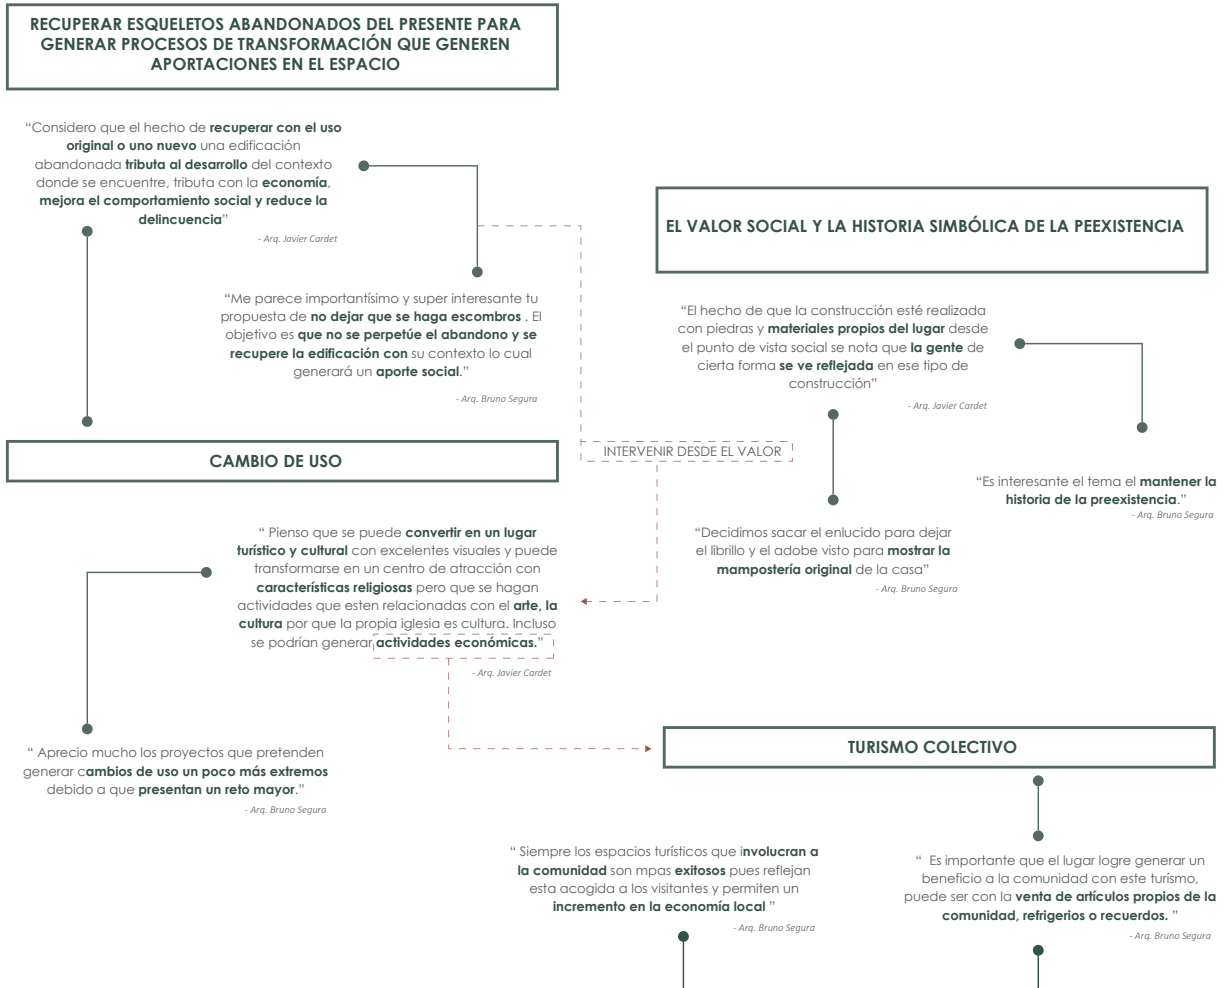 RECUPERAR ESQUELETOS ABANDONADOS DEL PRESENTE PARA
GENERAR PROCESOS DE TRANSFORMACIÓN QUE GENEREN
APORTACIONES EN EL ESPACIO
“Considero que el hecho de recuperar con el uso
original o uno nuevo una edificación
abandonada tributa al desarrollo del contexto
donde se encuentre, tributa con la economía,
mejora el comportamiento social y reduce la
delincuencia”
- Arq. Javier Cardet
“Me parece importantísimo y super interesante tu
propuesta de no dejar que se haga escombros . El
objetivo es que no se perpetúe el abandono y se
recupere la edificación con su contexto lo cual
generará un aporte social.”
- Arq. Bruno Segura
EL VALOR SOCIAL Y LA HISTORIA SIMBÓLICA DE LA PEEXISTENCIA
“El hecho de que la construcción esté realizada
con piedras y materiales propios del lugar desde
el punto de vista social se nota que la gente de
cierta forma se ve reflejada en ese tipo de
construcción”
- Arq. Javier Cardet
“Es interesante el tema el mantener la
historia de la preexistencia.”
- Arq. Bruno Segura
“Decidimos sacar el enlucido para dejar
el librillo y el adobe visto para mostrar la
mampostería original de la casa”
- Arq. Bruno Segura
INTERVENIR DESDE EL VALOR
CAMBIO DE USO
“ Pienso que se puede convertir en un lugar
turístico y cultural con excelentes visuales y puede
transformarse en un centro de atracción con
características religiosas pero que se hagan
actividades que esten relacionadas con el arte, la
cultura por que la propia iglesia es cultura. Incluso
se podrían generar actividades económicas.”
- Arq. Javier Cardet
“ Aprecio mucho los proyectos que pretenden
generar cambios de uso un poco más extremos
debido a que presentan un reto mayor.”
- Arq. Bruno Segura
TURISMO COLECTIVO
“ Siempre los espacios turísticos que involucran a
la comunidad son mpas exitosos pues reflejan
esta acogida a los visitantes y permiten un
incremento en la economía local ”
- Arq. Bruno Segura
“ Es importante que el lugar logre generar un
beneficio a la comunidad con este turísmo,
puede ser con la venta de artículos propios de la
comunidad, refrigerios o recuerdos. ”
- Arq. Bruno Segura